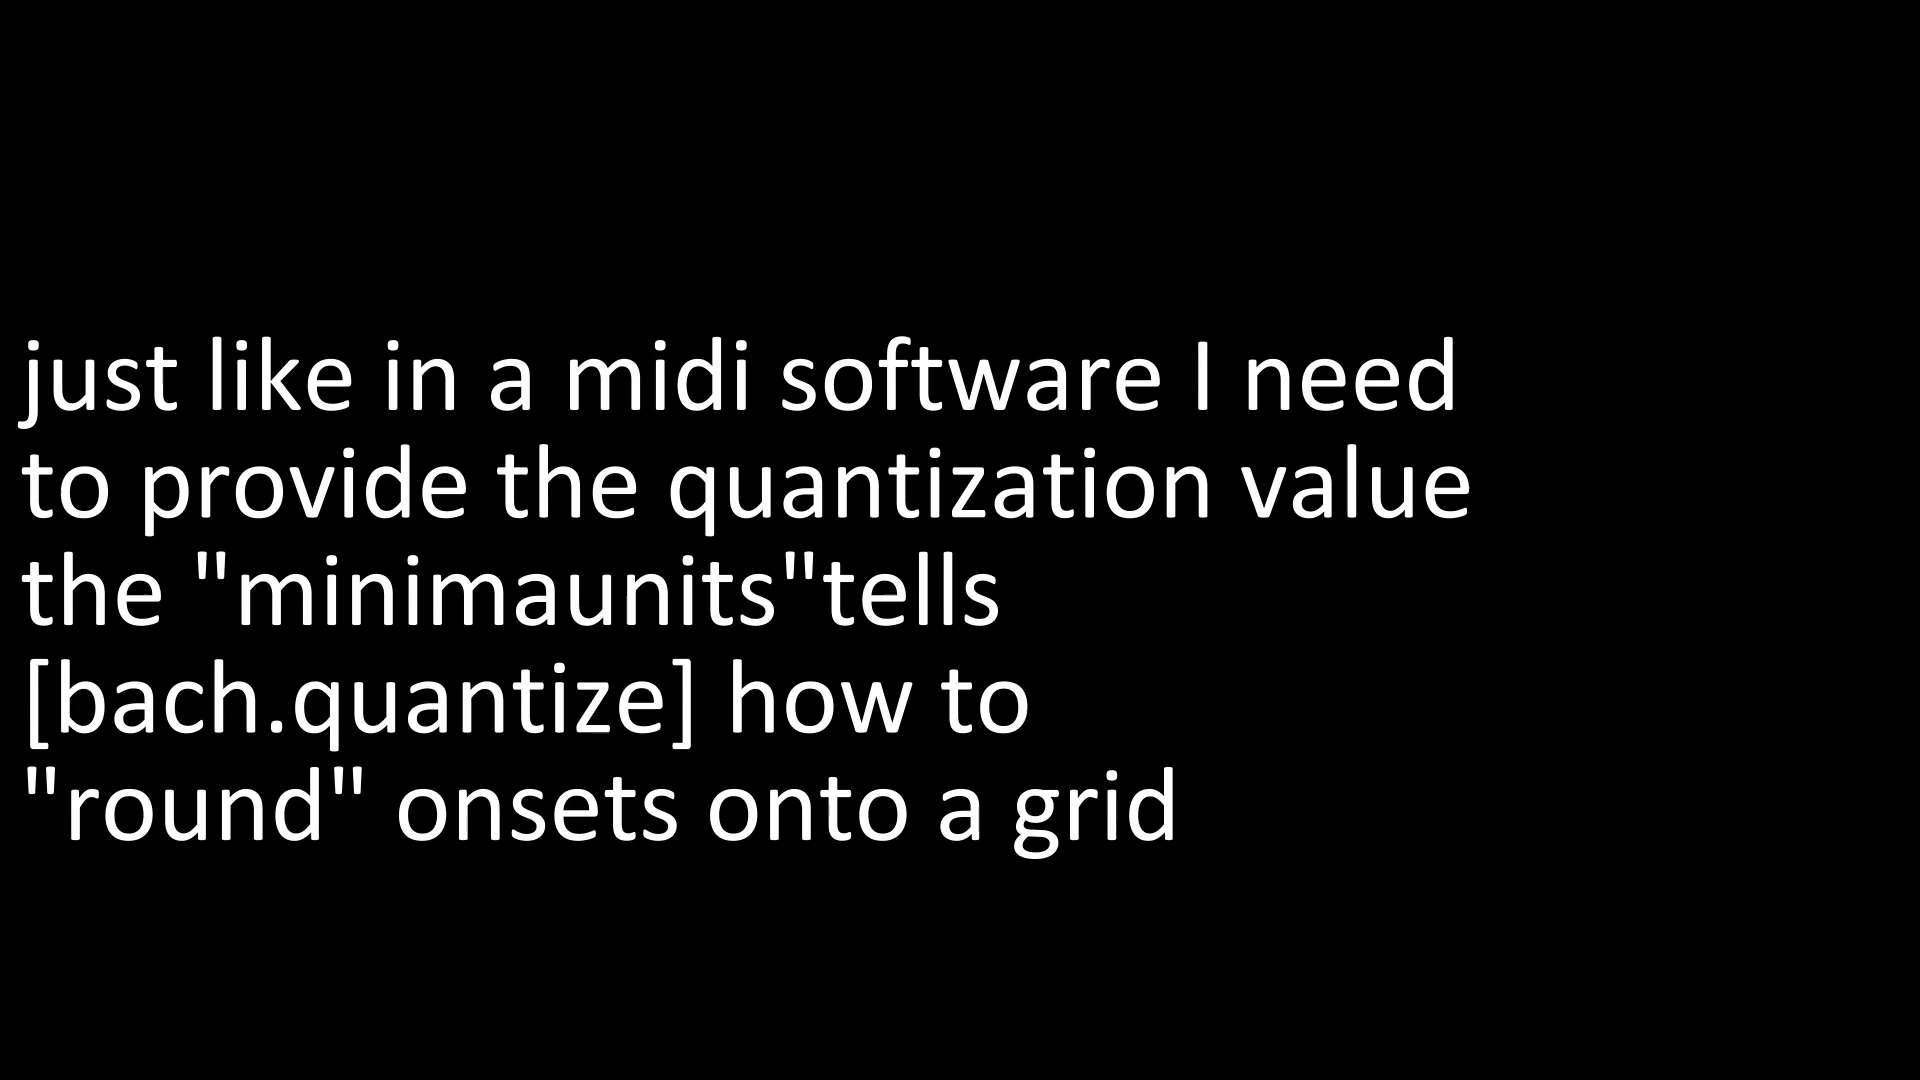 just like in a midi software I need
to provide the quantization value
the "minimaunits"tells
[bach.quantize] how to
"round" onsets onto a grid